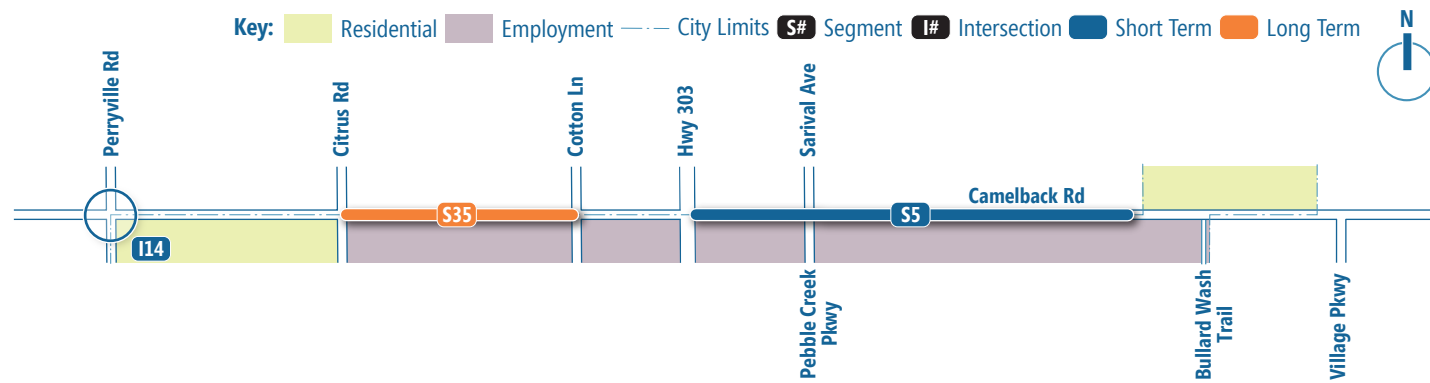 Key: Residential Employment City Limits S# Segment I# Intersection Short Term Long Term
N
Perryville Rd
Citrus Rd
Cotton Ln
Hwy 303
Sarival Ave
Camelback Rd
S35
S5
I14
Pebble Creek
Pkwy
Bullard Wash
Trail
Village Pkwy